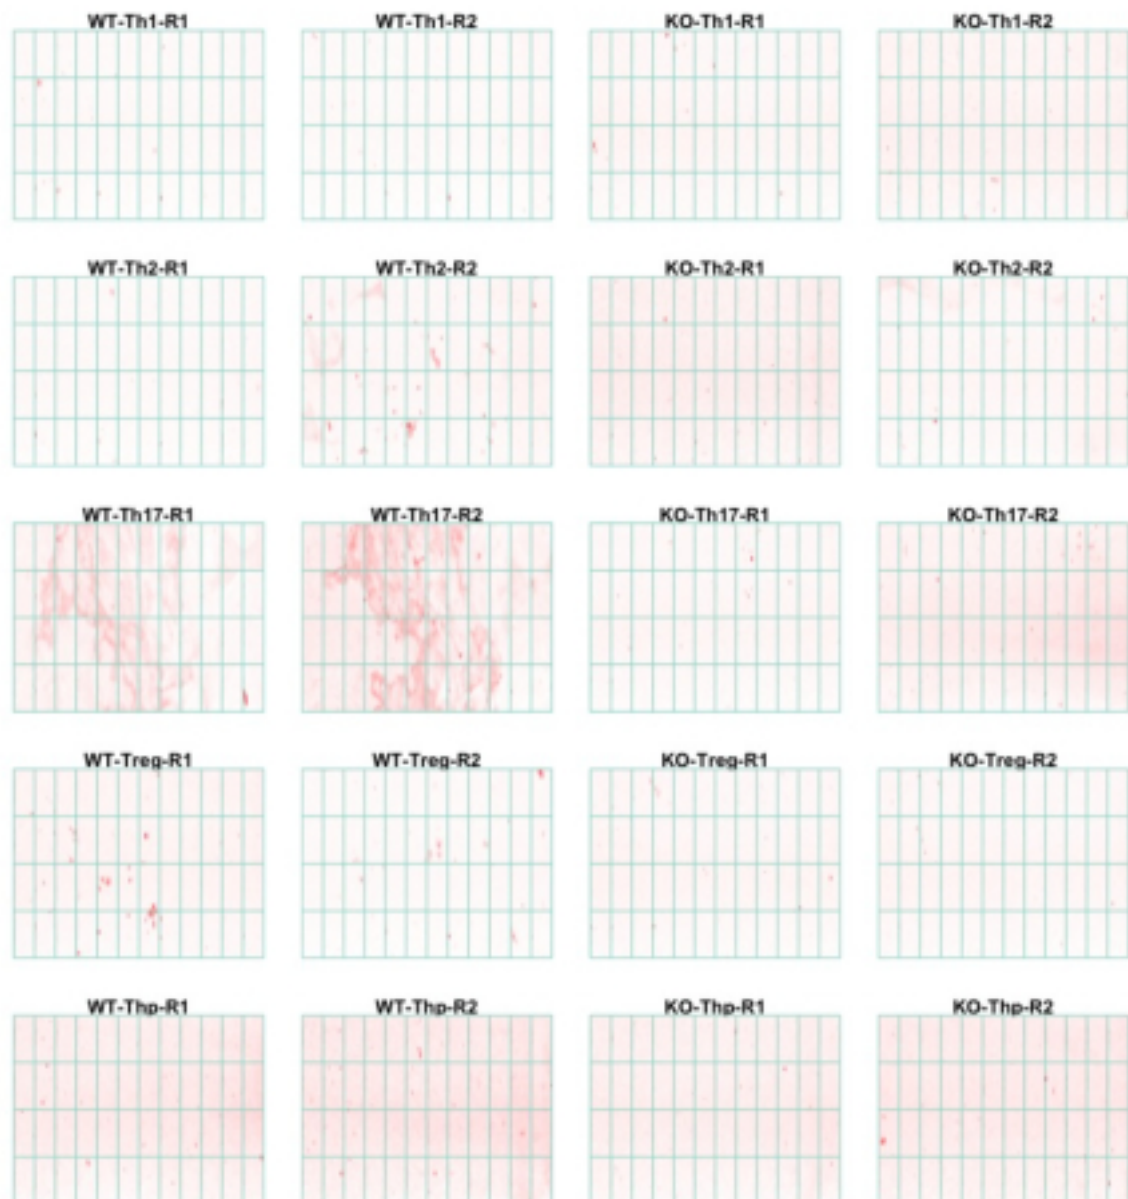 WT-Th1-R1 WT-Th1-R2 KO-Th1-R1 KO-Th1-R2
WT-Th2-R1 WT-Th2-R2 KO-Th2-R1 KO-Th2-R2
WT-Th17-R1 WT-Th17-R2 KO-Th17-R1 KO-Th17-R2
WT-Treg-R1 WT-Treg-R2 KO-Treg-R1 KO-Treg-R2
WT-Thp-R1 WT-Thp-R2 KO-Thp-R1 KO-Thp-R2